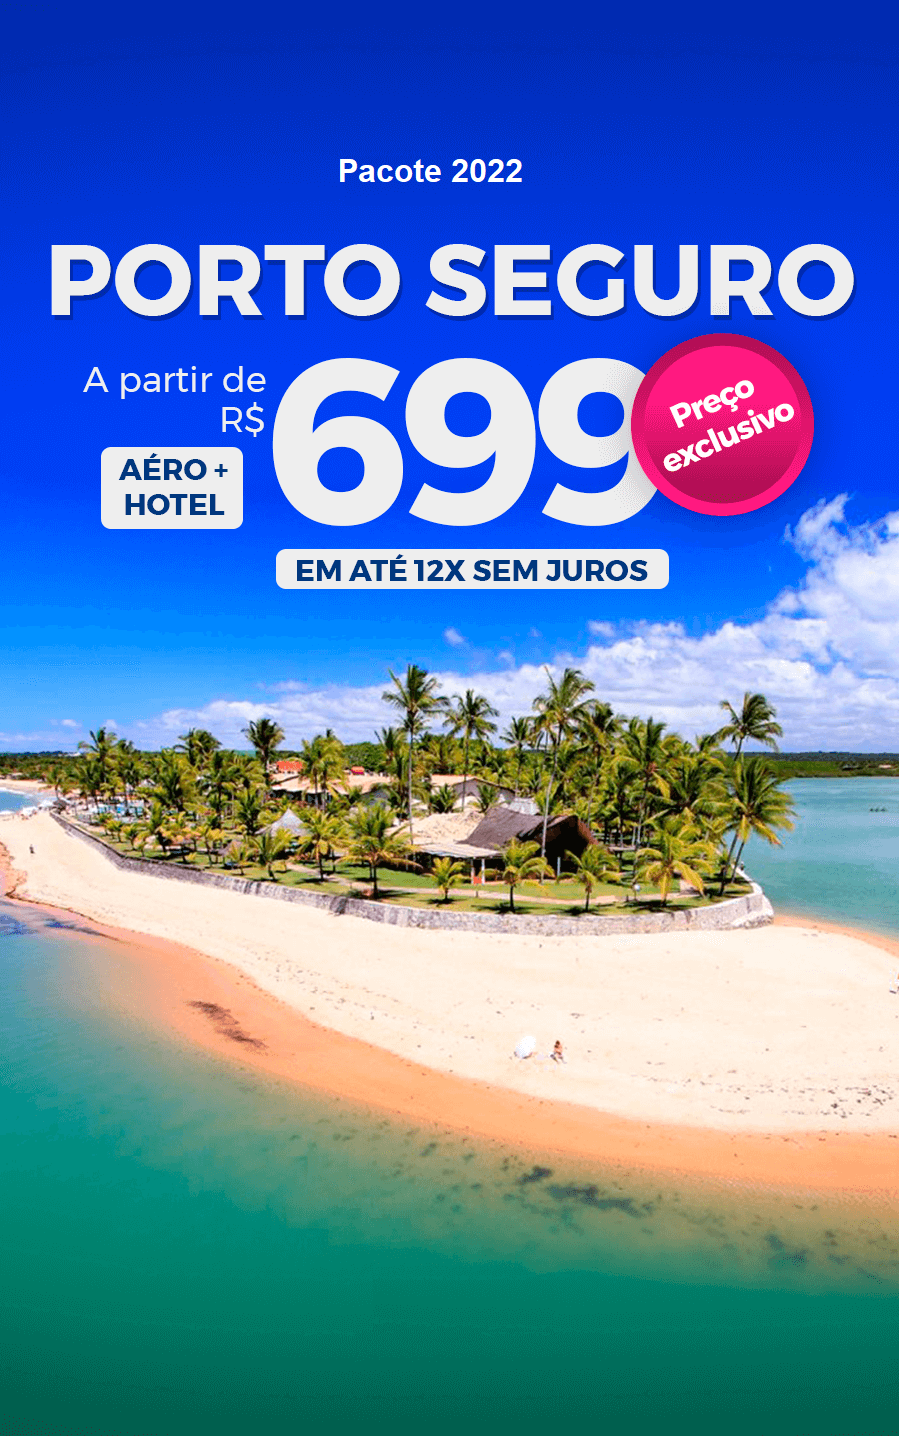 Pacote 2022
PORTO SEGURO
A partir de
R$
699
Preço
exclusivo
AÉRO +
HOTEL
EM ATÉ 12X SEM JUROS